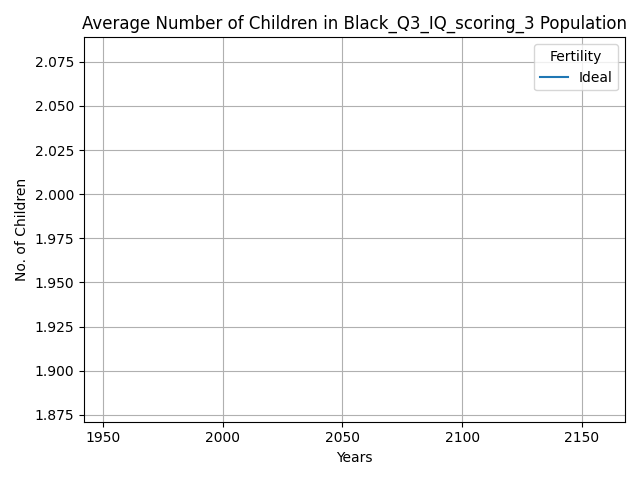 Average Number of Children in Black_Q3_IQ_scoring_3 Population
Fertility
Ideal
No. of Children
2.075
2.050
2.025
2.000
1.975
1.950
1.925
1.900
1.875
1950 2000 2050 2100 2150
Years